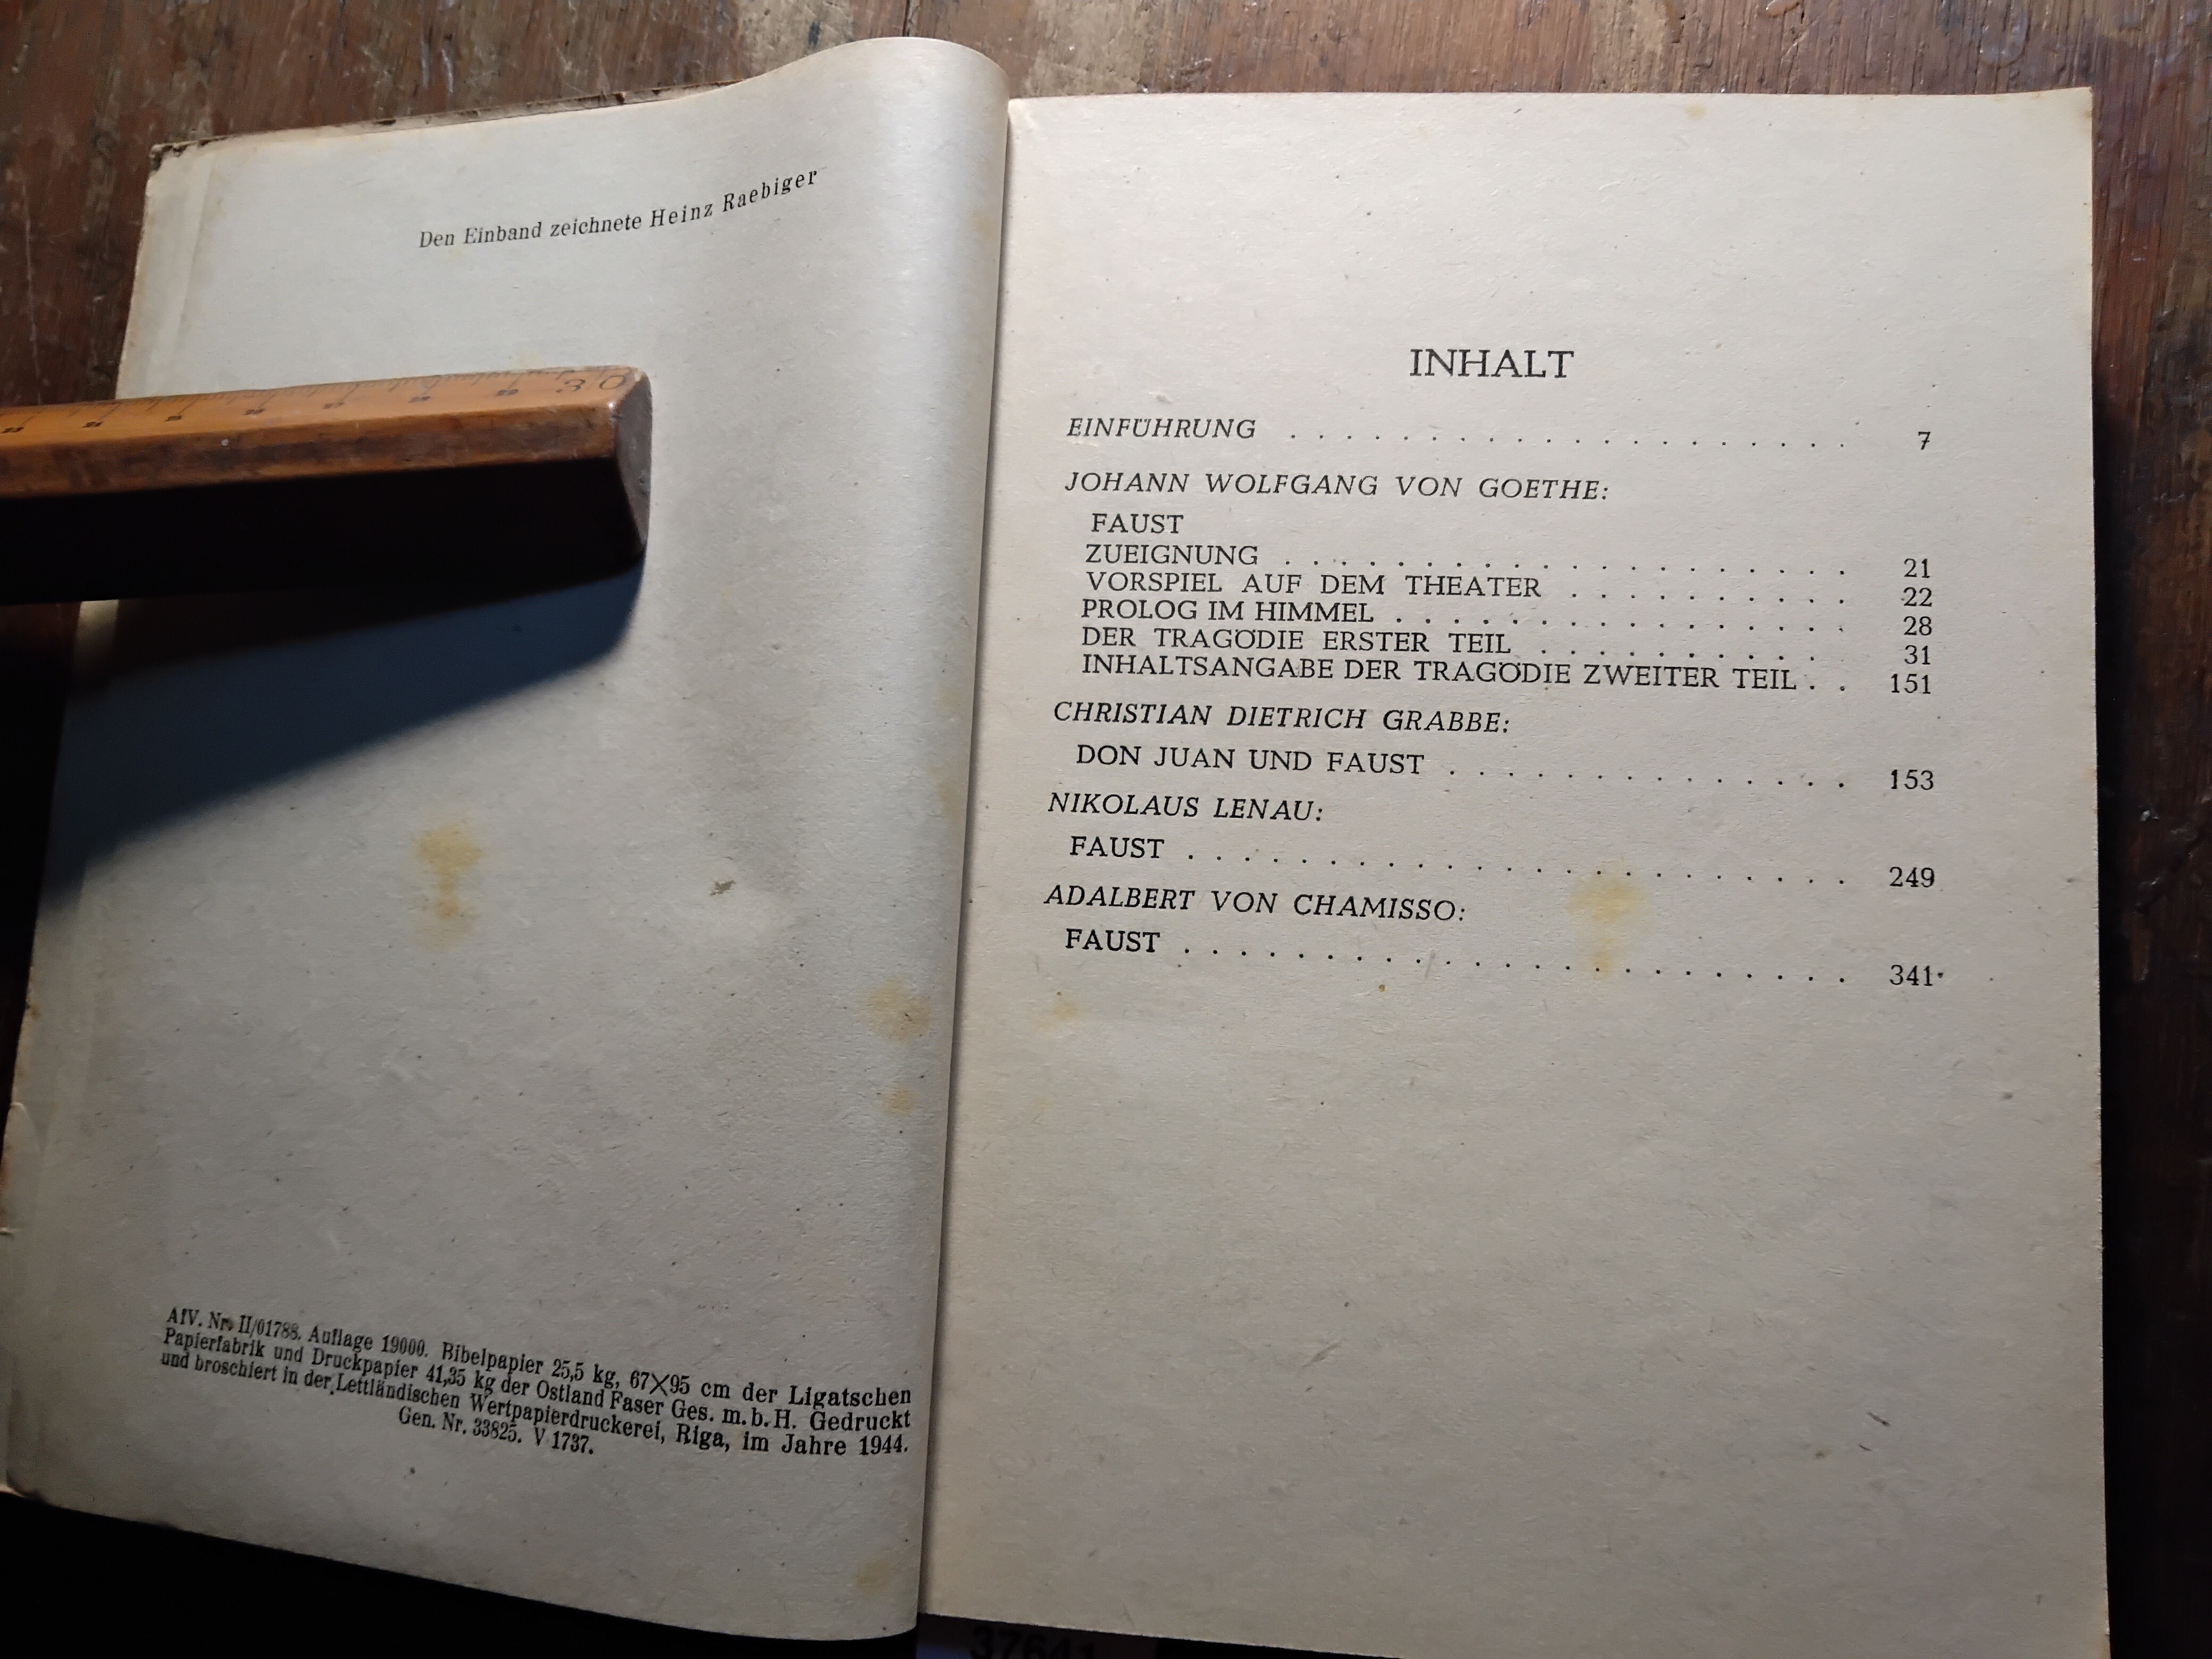 Den Einband zeichnete Heinz Raebiger
30
AfV. Nr. II/01788. Auflage 19000. Bibelpapier 25,5 kg, 67×95 cm der Ligatschen
Papierfabrik und Druckpapier 41,35 kg der Ostland Faser Ges. m. b. H. Gedruckt
und broschiert in der Lettländischen Wertpapierdruckerei, Riga, im Jahre 1944.
Gen. Nr. 33825. V 1737.
INHALT
EINFÜHRUNG . . . . . . . . . . . . . . . . . . . . 7
JOHANN WOLFGANG VON GOETHE:
FAUST
ZUEIGNUNG . . . . . . . . . . . . . . . . . . . . 21
VORSPIEL AUF DEM THEATER . . . . . . . . . . 22
PROLOG IM HIMMEL . . . . . . . . . . . . . . . . 28
DER TRAGÖDIE ERSTER TEIL . . . . . . . . . . 31
INHALTSANGABE DER TRAGÖDIE ZWEITER TEIL . . 151
CHRISTIAN DIETRICH GRABBE:
DON JUAN UND FAUST . . . . . . . . . . . . . . 153
NIKOLAUS LENAU:
FAUST . . . . . . . . . . . . . . . . . . . . . . . . 249
ADALBERT VON CHAMISSO:
FAUST . . . . . . . . . . . . . . . . . . . . . . . . 341